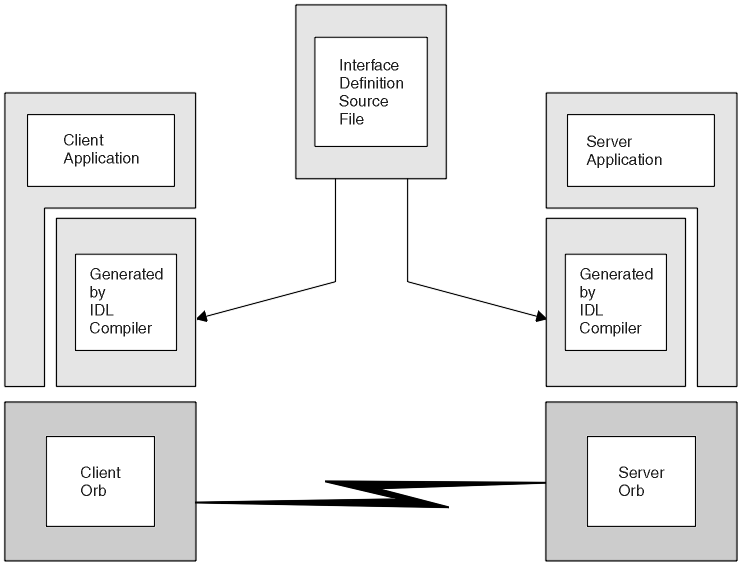 Interface
Definition
Source
File
Client
Application
Server
Application
Generated
by
IDL
Compiler
Generated
by
IDL
Compiler
Client
Orb
Server
Orb